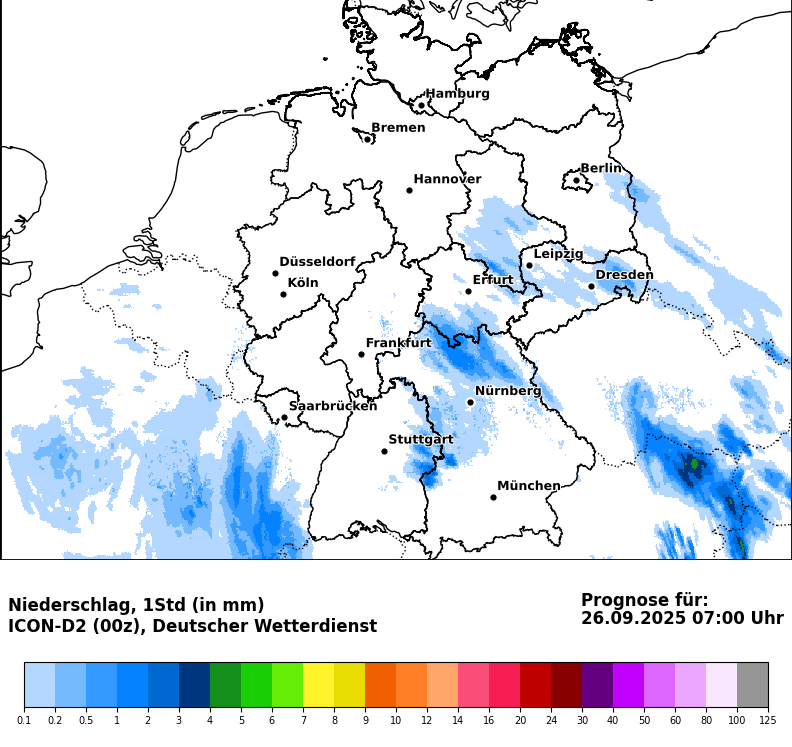 Hamburg
Bremen
Berlin
Hannover
Leipzig
Düsseldorf
Dresden
Köln
Erfurt
Frankfurt
Nürnberg
Saarbrücken
Stuttgart
München
Niederschlag, 1Std (in mm)
ICON-D2 (00z), Deutscher Wetterdienst
Prognose für:
26.09.2025 07:00 Uhr
0.1 0.2 0.5 1 2 3 4 5 6 7 8 9 10 12 14 16 20 24 30 40 50 60 80 100 125